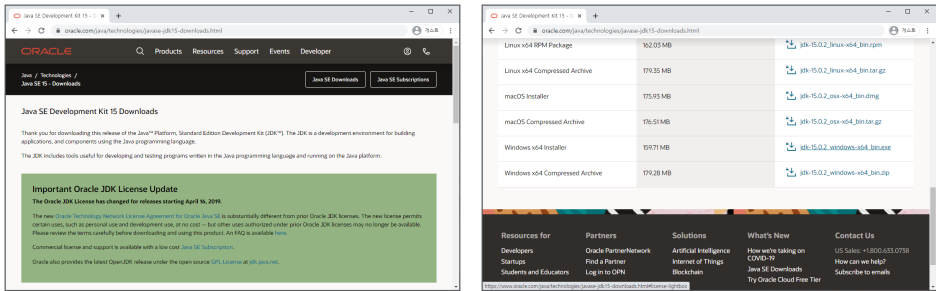 Java SE Development Kit 15 - D
oracle.com/java/technologies/javase-jdk15-downloads.html
게스트
ORACLE
Products Resources Support Events Developer
Java / Technologies /
Java SE 15 - Downloads
Java SE Downloads
Java SE Subscriptions
Java SE Development Kit 15 Downloads
Thank you for downloading this release of the Java™ Platform, Standard Edition Development Kit (JDK™). The JDK is a development environment for building
applications, and components using the Java programming language.
The JDK includes tools useful for developing and testing programs written in the Java programming language and running on the Java platform.
Important Oracle JDK License Update
The Oracle JDK License has changed for releases starting April 16, 2019.
The new Oracle Technology Network License Agreement for Oracle Java SE is substantially different from prior Oracle JDK licenses. The new license permits
certain uses, such as personal use and development use, at no cost -- but other uses authorized under prior Oracle JDK licenses may no longer be available.
Please review the terms carefully before downloading and using this product. An FAQ is available here.
Commercial license and support is available with a low cost Java SE Subscription.
Oracle also provides the latest OpenJDK release under the open source GPL License at jdk.java.net.
Java SE Development Kit 15 - D
oracle.com/java/technologies/javase-jdk15-downloads.html
게스트
Linux x64 RPM Package 162.03 MB jdk-15.0.2_linux-x64_bin.rpm
Linux x64 Compressed Archive 179.35 MB jdk-15.0.2_linux-x64_bin.tar.gz
macOS Installer 175.93 MB jdk-15.0.2_osx-x64_bin.dmg
macOS Compressed Archive 176.51 MB jdk-15.0.2_osx-x64_bin.tar.gz
Windows x64 Installer 159.71 MB jdk-15.0.2_windows-x64_bin.exe
Windows x64 Compressed Archive 179.28 MB jdk-15.0.2_windows-x64_bin.zip
Resources for Partners Solutions What's New Contact Us
Developers Oracle PartnerNetwork Artificial Intelligence How we're taking on COVID-19 US Sales: +1.800.633.0738
Startups Find a Partner Internet of Things Java SE Downloads How can we help?
Students and Educators Log in to OPN Blockchain Try Oracle Cloud Free Tier Subscribe to emails
https://www.oracle.com/java/technologies/javase-jdk15-downloads.html#license-lightbox